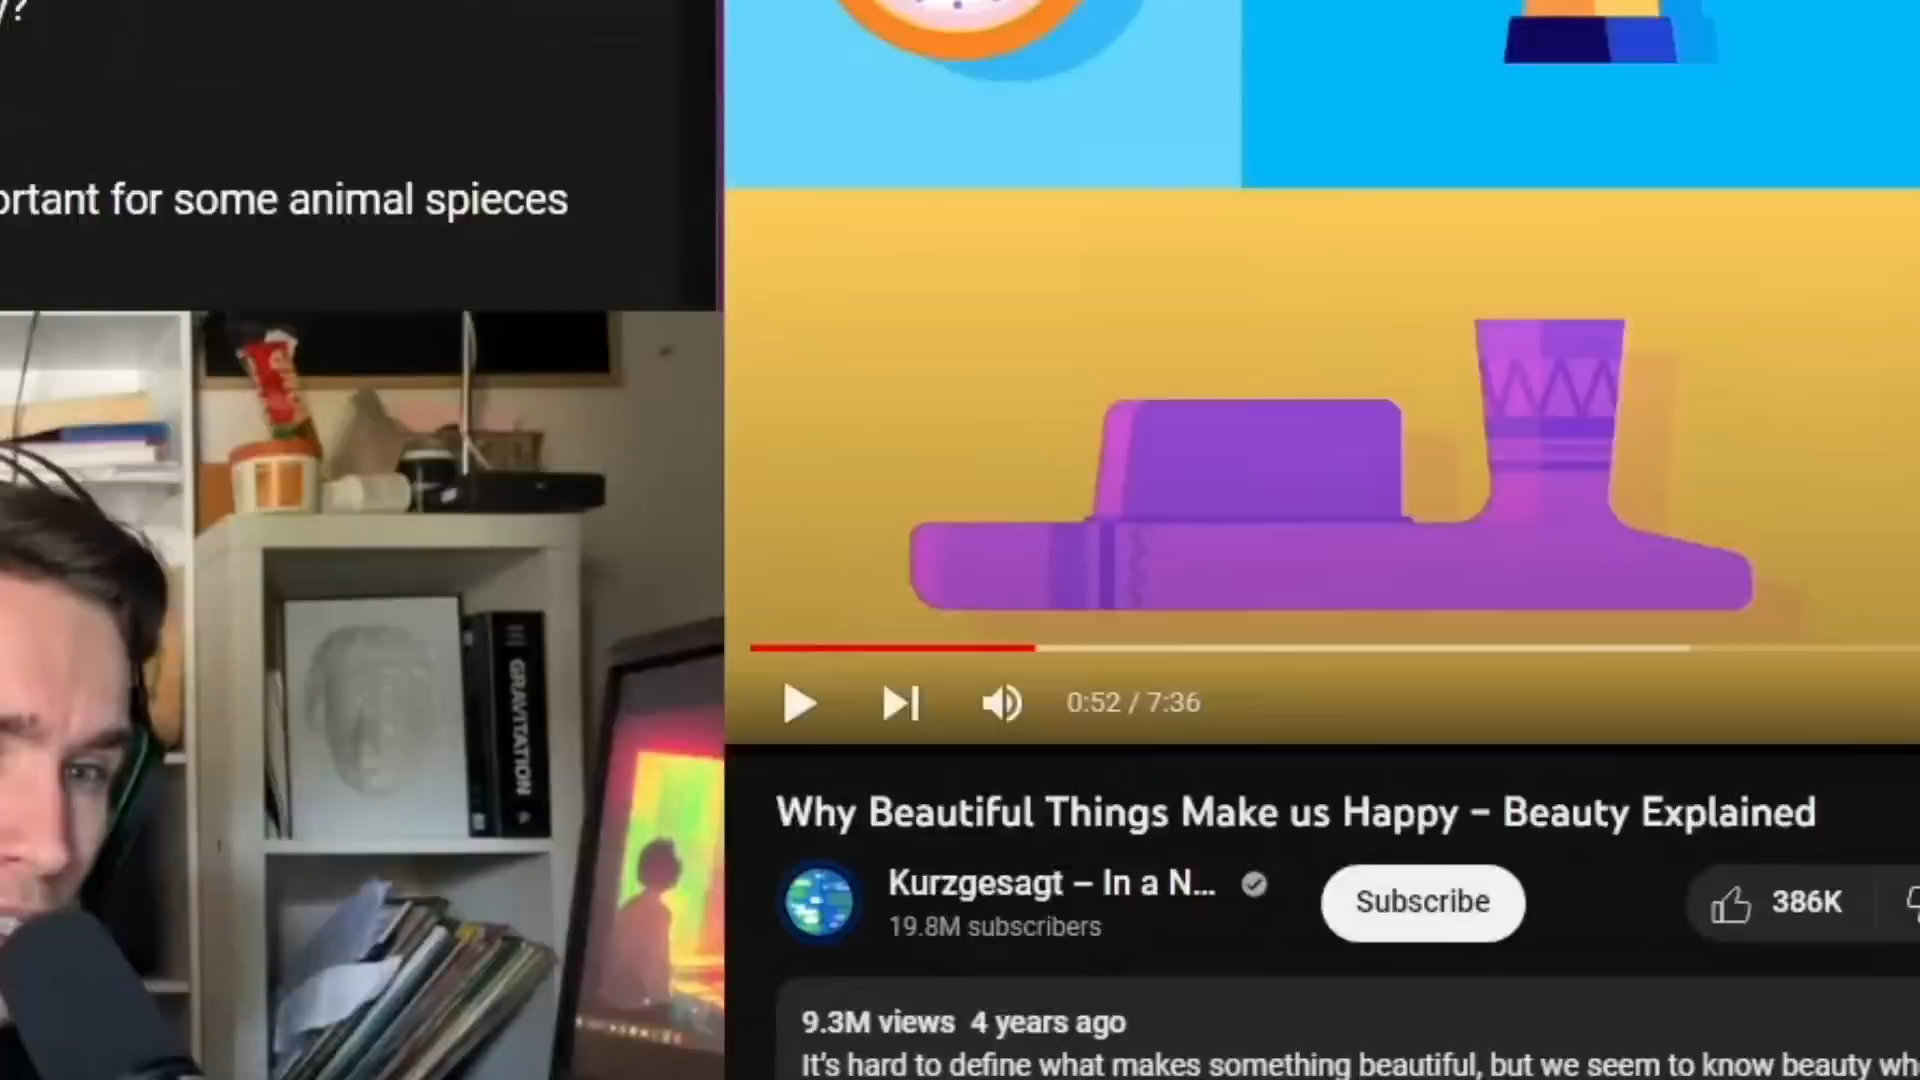 y?
ortant for some animal spieces
GRAVITATION
0:52 / 7:36
Why Beautiful Things Make us Happy – Beauty Explained
Kurzgesagt – In a N...
19.8M subscribers
Subscribe
386K
9.3M views 4 years ago
It's hard to define what makes something beautiful, but we seem to know beauty wh